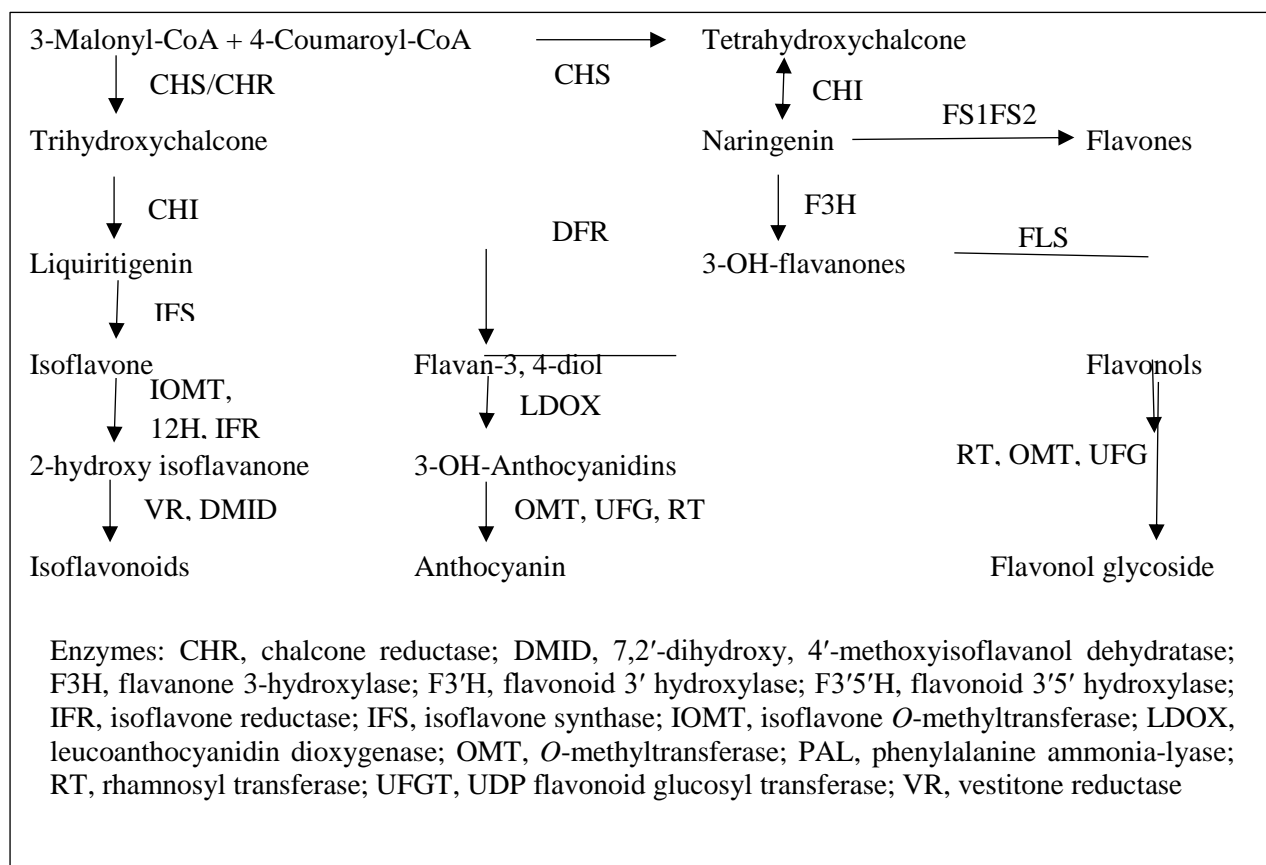 3-Malonyl-CoA + 4-Coumaroyl-CoA
CHS
Tetrahydroxychalcone
CHS/CHR
CHI
FS1FS2
Trihydroxychalcone
Naringenin
Flavones
CHI
F3H
DFR
FLS
Liquiritigenin
3-OH-flavanones
IFS
Isoflavone
Flavan-3, 4-diol
Flavonols
IOMT,
12H, IFR
LDOX
2-hydroxy isoflavanone
3-OH-Anthocyanidins
RT, OMT, UFG
VR, DMID
OMT, UFG, RT
Isoflavonoids
Anthocyanin
Flavonol glycoside
Enzymes: CHR, chalcone reductase; DMID, 7,2′-dihydroxy, 4′-methoxyisoflavanol dehydratase;
F3H, flavanone 3-hydroxylase; F3′H, flavonoid 3′ hydroxylase; F3′5′H, flavonoid 3′5′ hydroxylase;
IFR, isoflavone reductase; IFS, isoflavone synthase; IOMT, isoflavone O-methyltransferase; LDOX,
leucoanthocyanidin dioxygenase; OMT, O-methyltransferase; PAL, phenylalanine ammonia-lyase;
RT, rhamnosyl transferase; UFGT, UDP flavonoid glucosyl transferase; VR, vestitone reductase